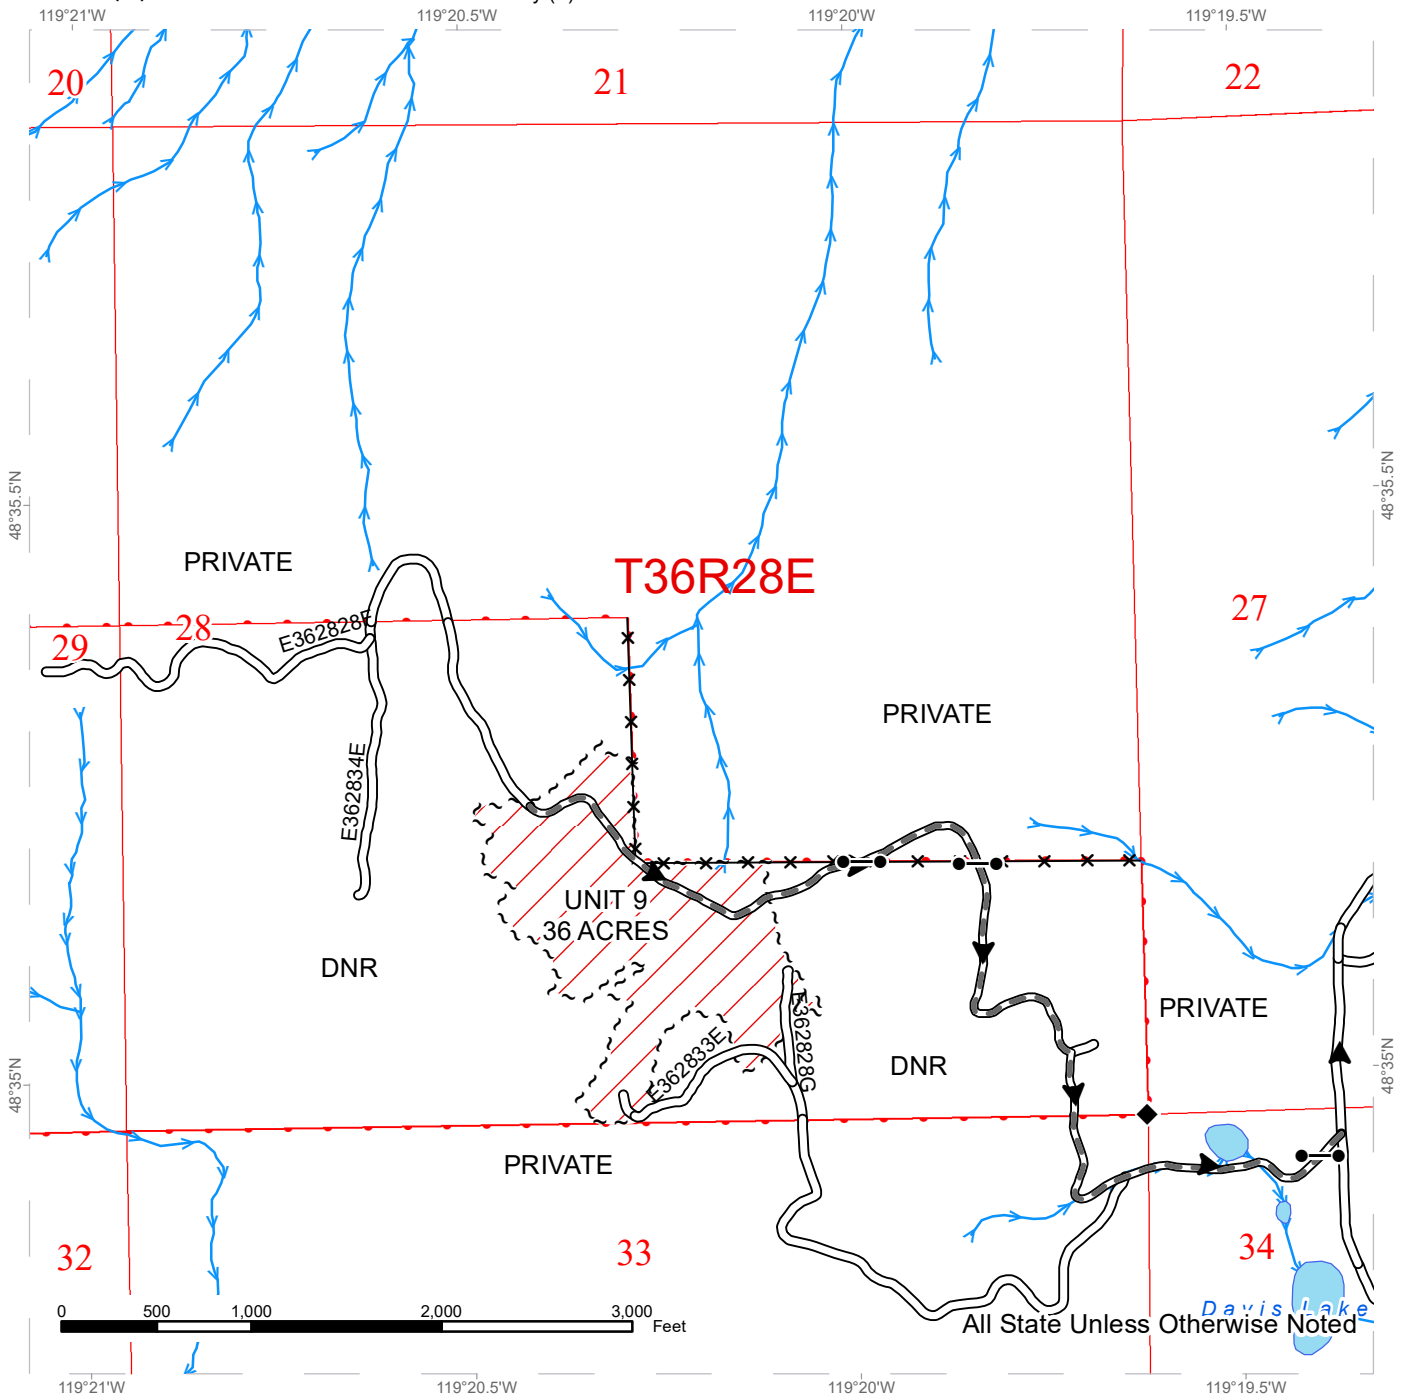 119°21'W
119°20.5'W
119°20'W
119°19.5'W
20
21
22
48°35.5'N
48°35.5'N
PRIVATE
T36R28E
E362828F
28
27
29
PRIVATE
E362834E
UNIT 9
36 ACRES
DNR
PRIVATE
E362828G
E362833E
DNR
48°35'N
48°35'N
PRIVATE
32
33
34
0
500
1,000
2,000
3,000
Feet
Davis Lake
All State Unless Otherwise Noted
119°21'W
119°20.5'W
119°20'W
119°19.5'W